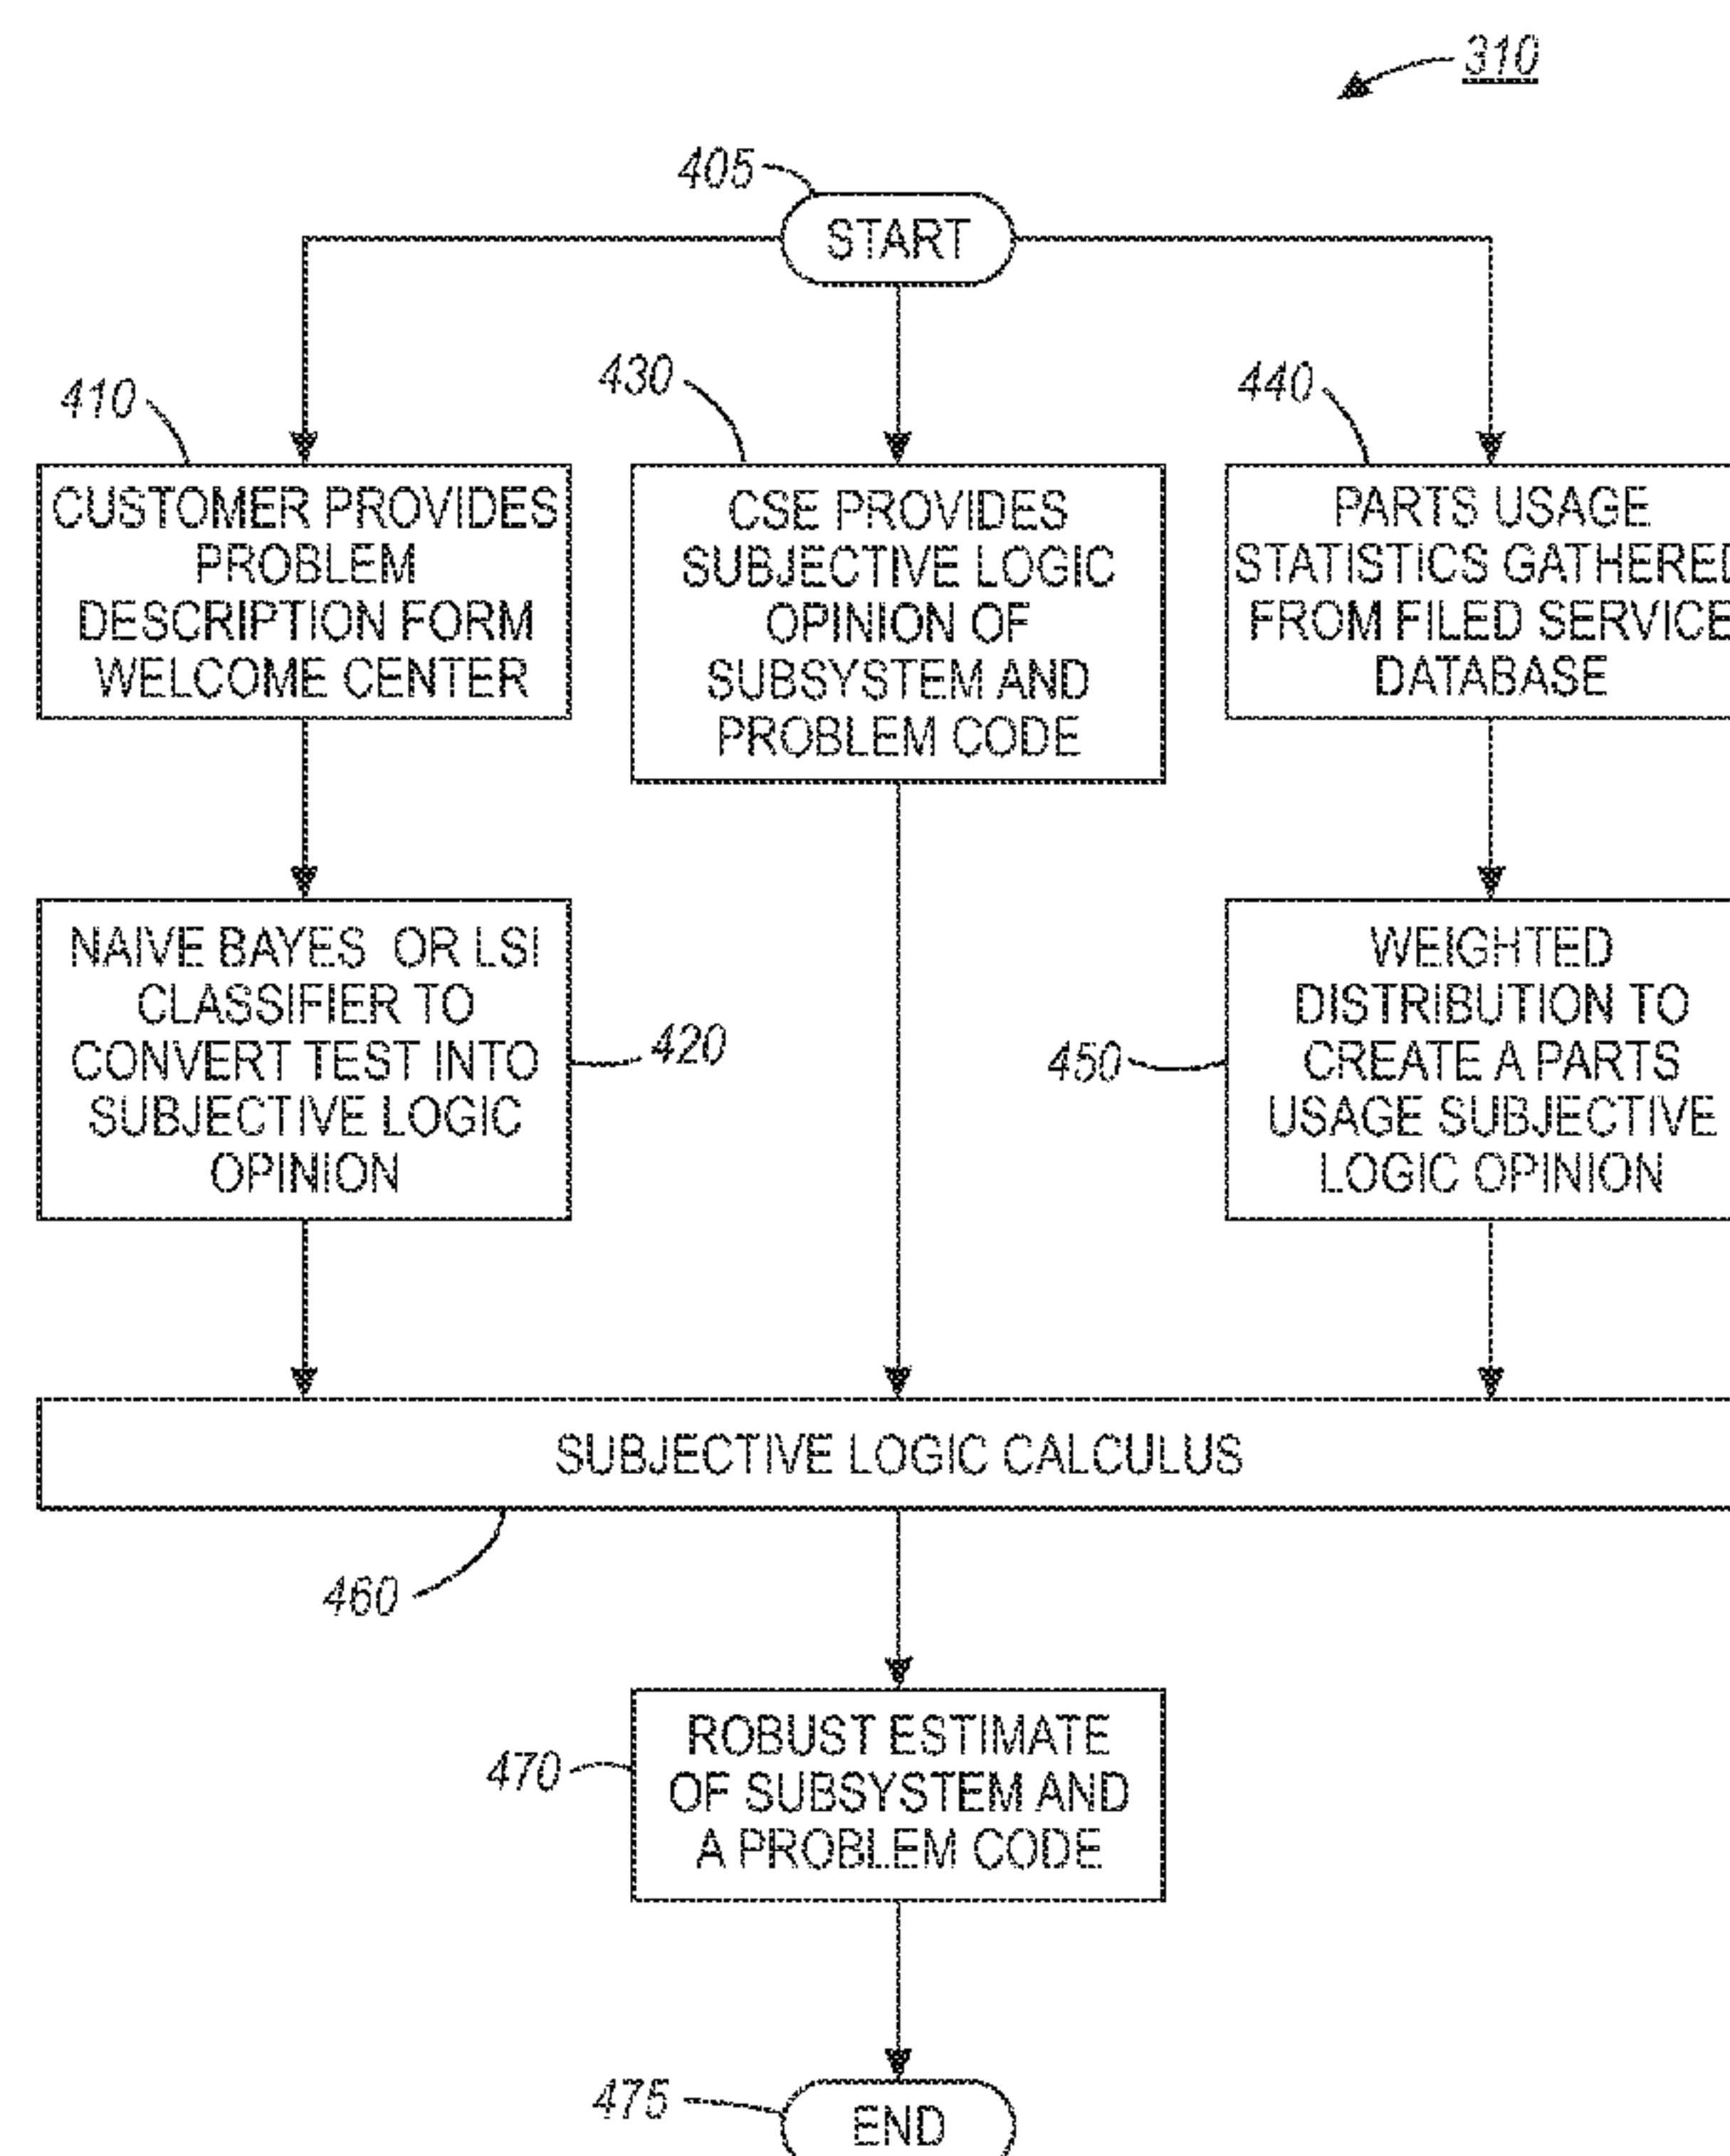 310
405
START
410
CUSTOMER PROVIDES
PROBLEM
DESCRIPTION FORM
WELCOME CENTER
430
CSE PROVIDES
SUBJECTIVE LOGIC
OPINION OF
SUBSYSTEM AND
PROBLEM CODE
440
PARTS USAGE
STATISTICS GATHERED
FROM FILED SERVICE
DATABASE
NAIVE BAYES OR LSI
CLASSIFIER TO
CONVERT TEST INTO
SUBJECTIVE LOGIC
OPINION
420
450
WEIGHTED
DISTRIBUTION TO
CREATE A PARTS
USAGE SUBJECTIVE
LOGIC OPINION
SUBJECTIVE LOGIC CALCULUS
460
470
ROBUST ESTIMATE
OF SUBSYSTEM AND
A PROBLEM CODE
475
END